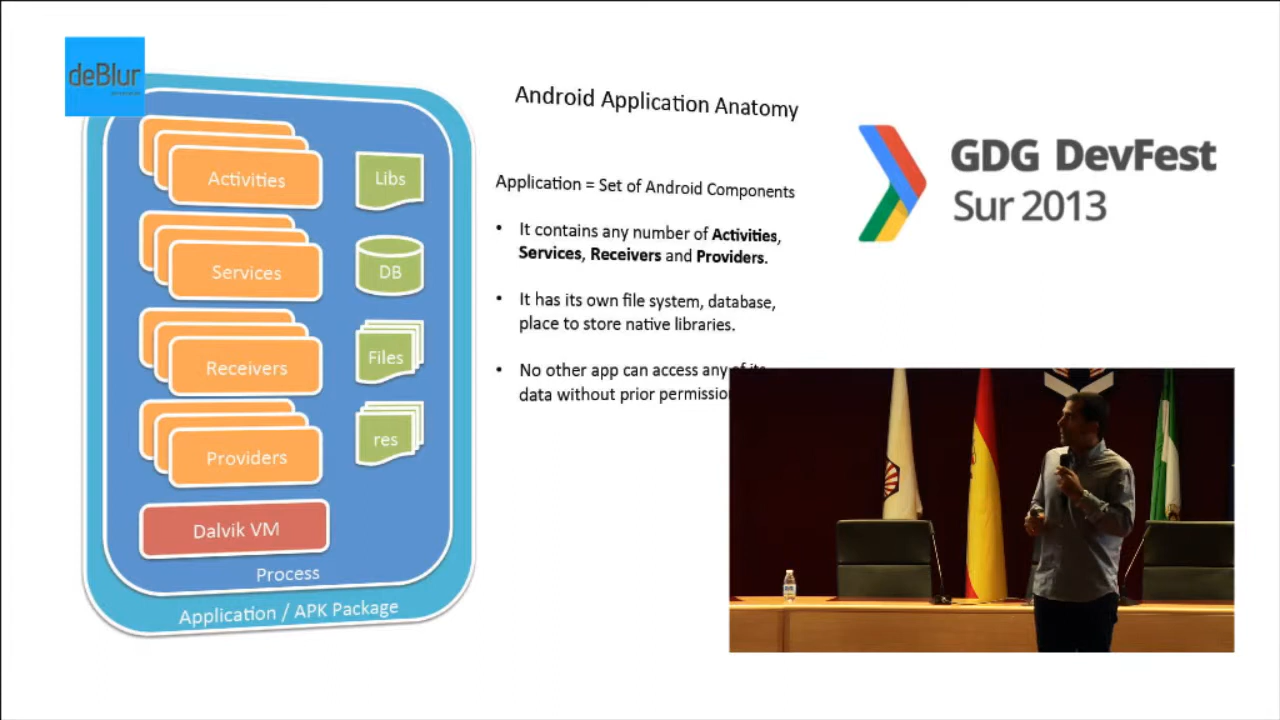 deBlur
Android Application Anatomy
Activities
Libs
Services
DB
Receivers
Files
Providers
res
Dalvik VM
Process
Application / APK Package
Application = Set of Android Components
• It contains any number of Activities,
Services, Receivers and Providers.
• It has its own file system, database,
place to store native libraries.
• No other app can access any of its
data without prior
GDG DevFest
Sur 2013